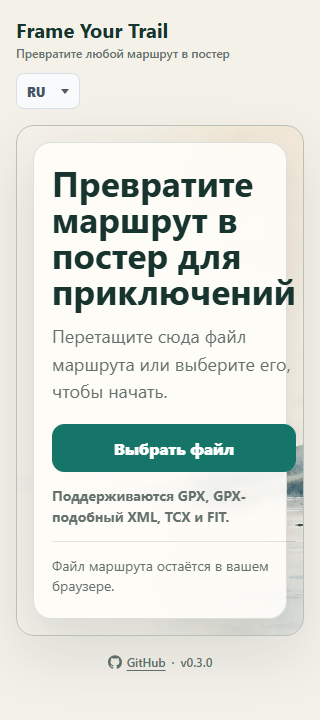 Frame Your Trail
Превратите любой маршрут в постер
RU
Превратите
маршрут в
постер для
приключений
Перетащите сюда файл
маршрута или выберите его,
чтобы начать.
Выбрать файл
Поддерживаются GPX, GPX-
подобный XML, TCX и FIT.
Файл маршрута остаётся в вашем
браузере.
GitHub · v0.3.0